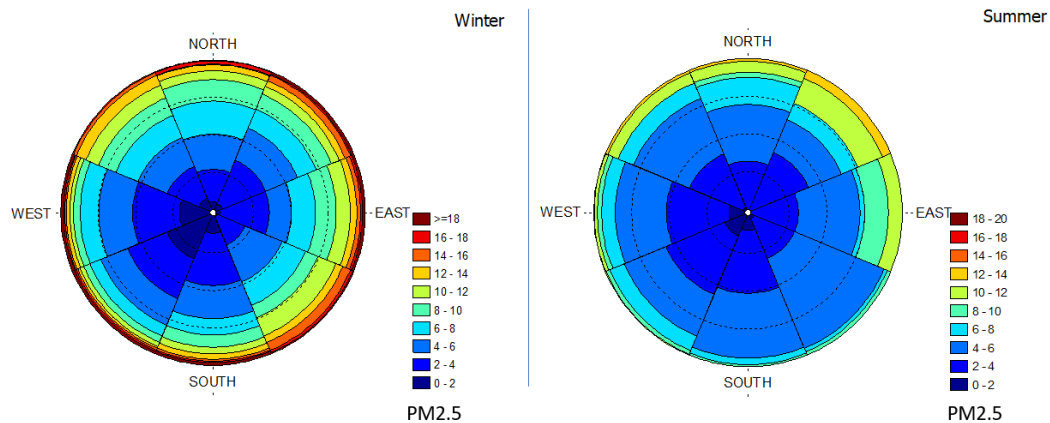 Winter
NORTH
WEST
EAST
SOUTH
>=18
16 - 18
14 - 16
12 - 14
10 - 12
8 - 10
6 - 8
4 - 6
2 - 4
0 - 2
PM2.5
Summer
NORTH
WEST
EAST
SOUTH
18 - 20
16 - 18
14 - 16
12 - 14
10 - 12
8 - 10
6 - 8
4 - 6
2 - 4
0 - 2
PM2.5